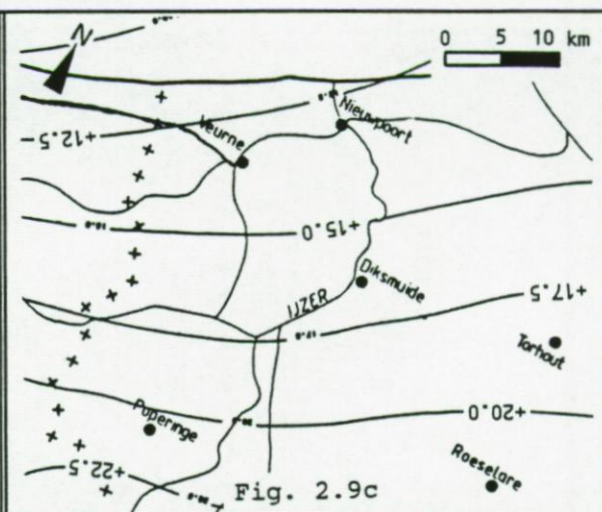 N
0 5 10 km
Nieuwpoort
Veurne
+12.5
+15.0
Diksmuide
+17.5
IJZER
Torhout
+20.0
Poperinge
Roeselare
+22.5
Fig. 2.9c